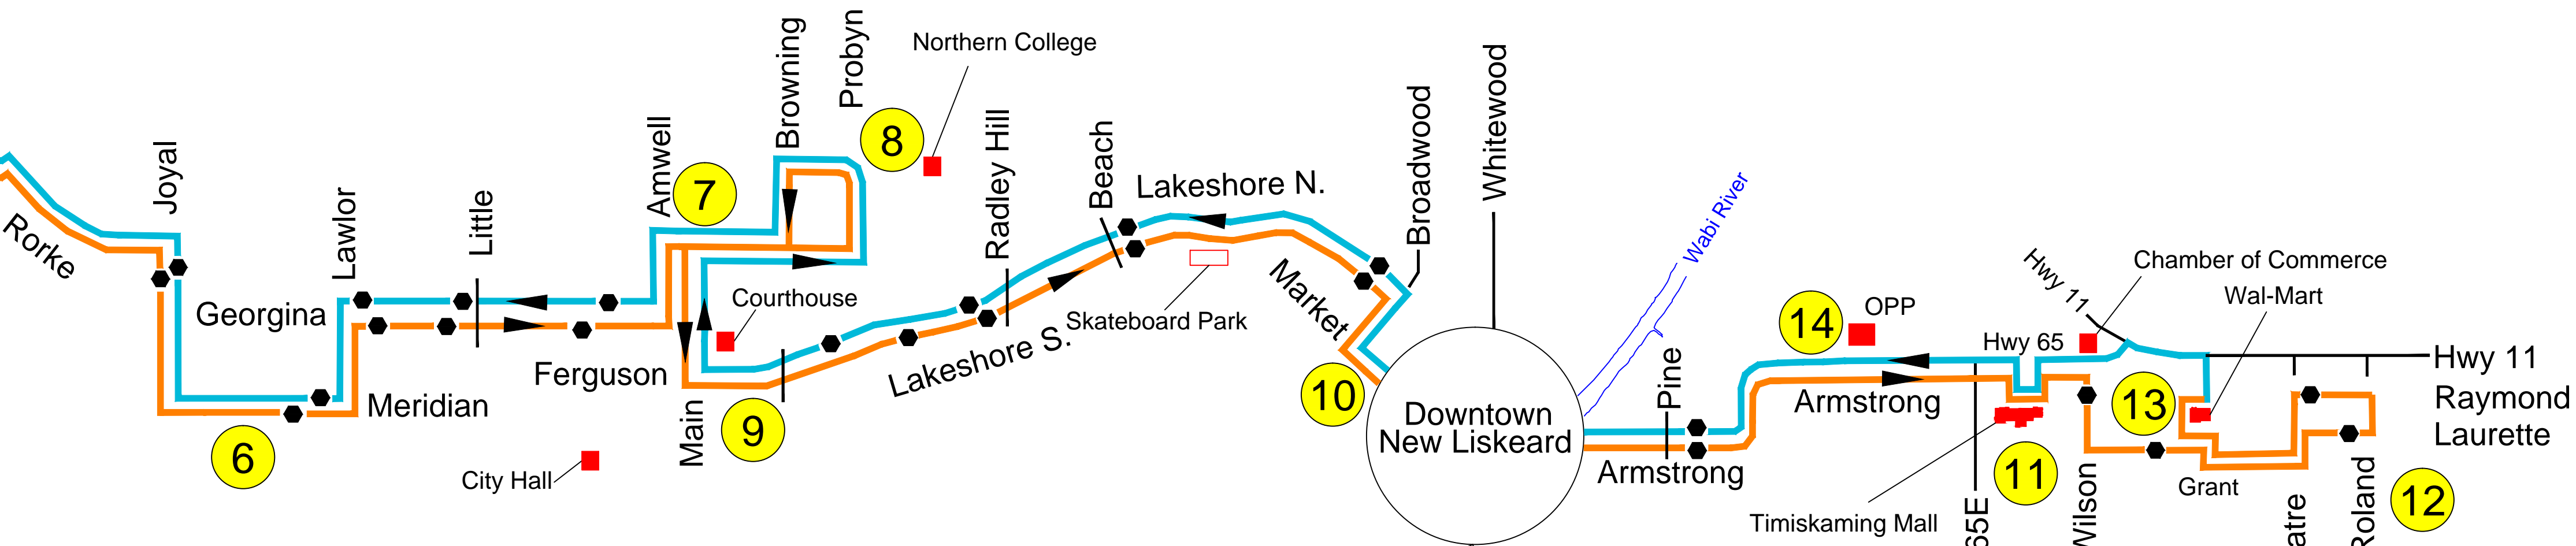 Rorke
Joyal
Georgina
6
Lawlor
Little
Meridian
City Hall
Ferguson
Amwell
7
Browning
Probyn
8
Northern College
Courthouse
Main
9
Radley Hill
Lakeshore S.
Beach
Lakeshore N.
Skateboard Park
Market
10
Broadwood
Whitewood
Downtown
New Liskeard
Wabi River
Pine
Armstrong
14
OPP
Armstrong
Hwy 65
Timiskaming Mall
65E
11
Wilson
Hwy 11
Chamber of Commerce
Wal-Mart
13
Grant
atre
Roland
12
Hwy 11
Raymond
Laurette